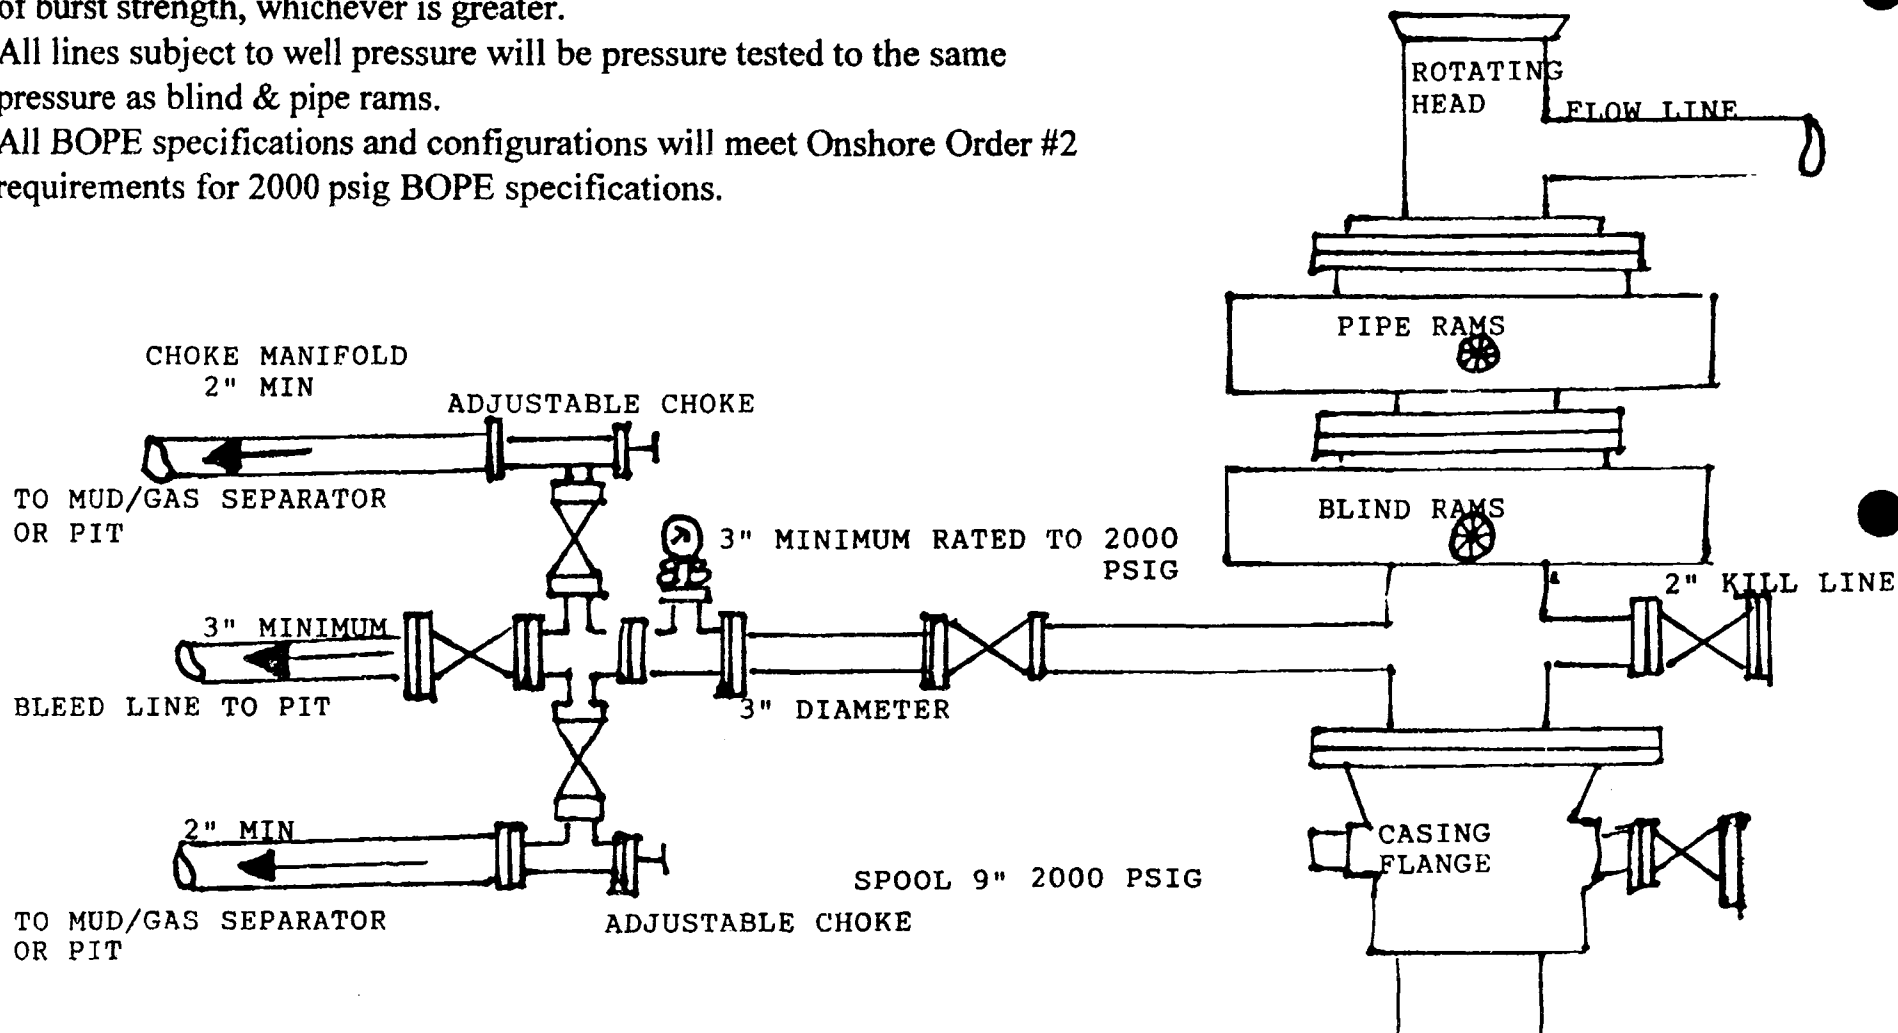 of burst strength, whichever is greater.
All lines subject to well pressure will be pressure tested to the same
pressure as blind & pipe rams.
All BOPE specifications and configurations will meet Onshore Order #2
requirements for 2000 psig BOPE specifications.
ROTATING
HEAD
FLOW LINE
PIPE RAMS
CHOKE MANIFOLD
2" MIN
ADJUSTABLE CHOKE
TO MUD/GAS SEPARATOR
OR PIT
BLIND RAMS
3" MINIMUM RATED TO 2000
PSIG
2" KILL LINE
3" MINIMUM
BLEED LINE TO PIT
3" DIAMETER
2" MIN
CASING
FLANGE
SPOOL 9" 2000 PSIG
TO MUD/GAS SEPARATOR
OR PIT
ADJUSTABLE CHOKE